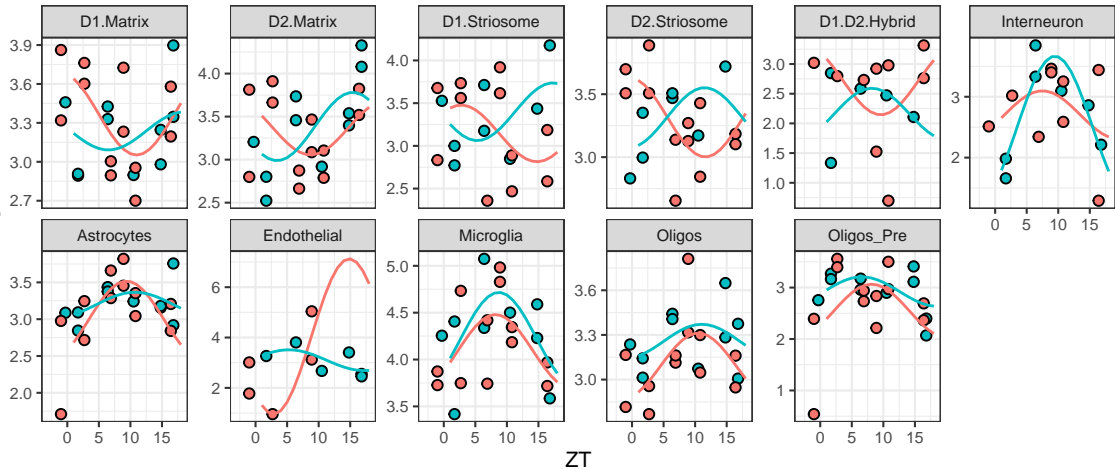 D1.Matrix D2.Matrix D1.Striosome D2.Striosome D1.D2.Hybrid Interneuron
3.9 3.6 3.3 3.0 2.7
4.0 3.5 3.0 2.5
4.0 3.5 3.0 2.5
3.5 3.0
3.0 2.5 2.0 1.5 1.0
3 2
0 5 10 15
Astrocytes Endothelial Microglia Oligos Oligos_Pre
4.0 3.5 3.0 2.5 2.0
6 4 2
5.0 4.5 4.0 3.5
3.6 3.3 3.0
3 2 1
0 5 10 15 0 5 10 15 0 5 10 15 0 5 10 15 0 5 10 15
ZT